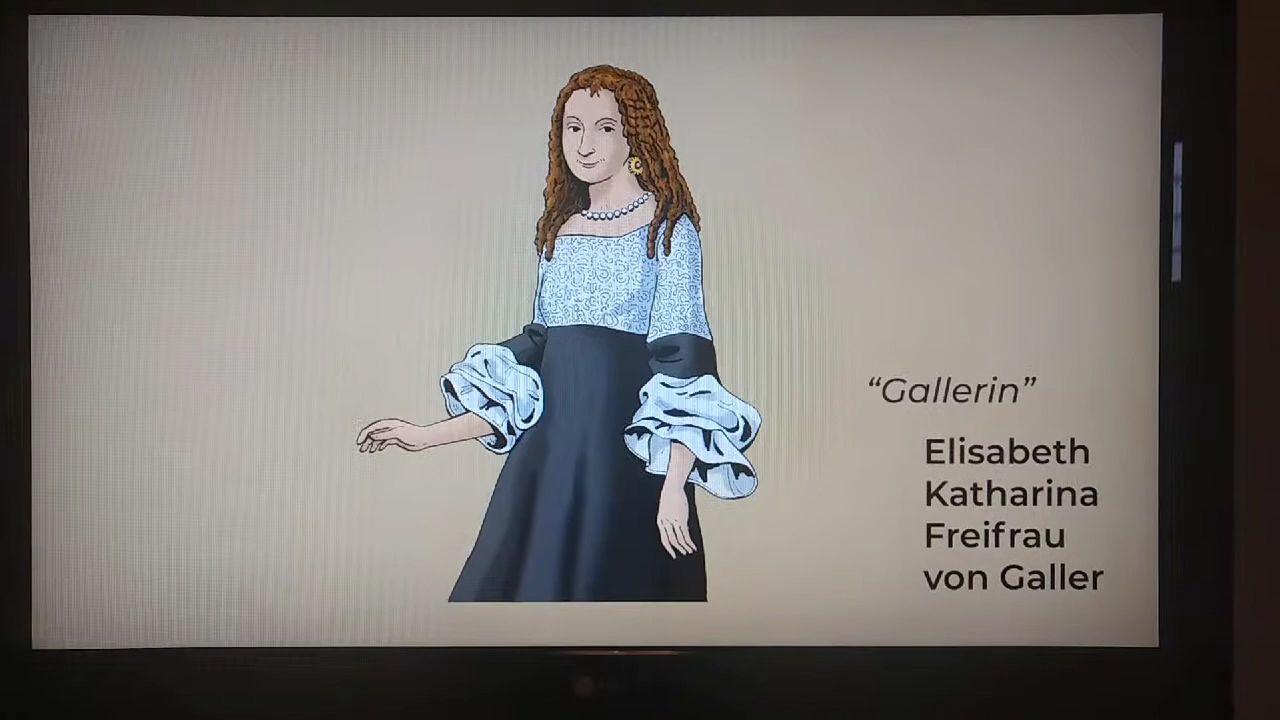 “Gallerin”
Elisabeth
Katharina
Freifrau
von Galler